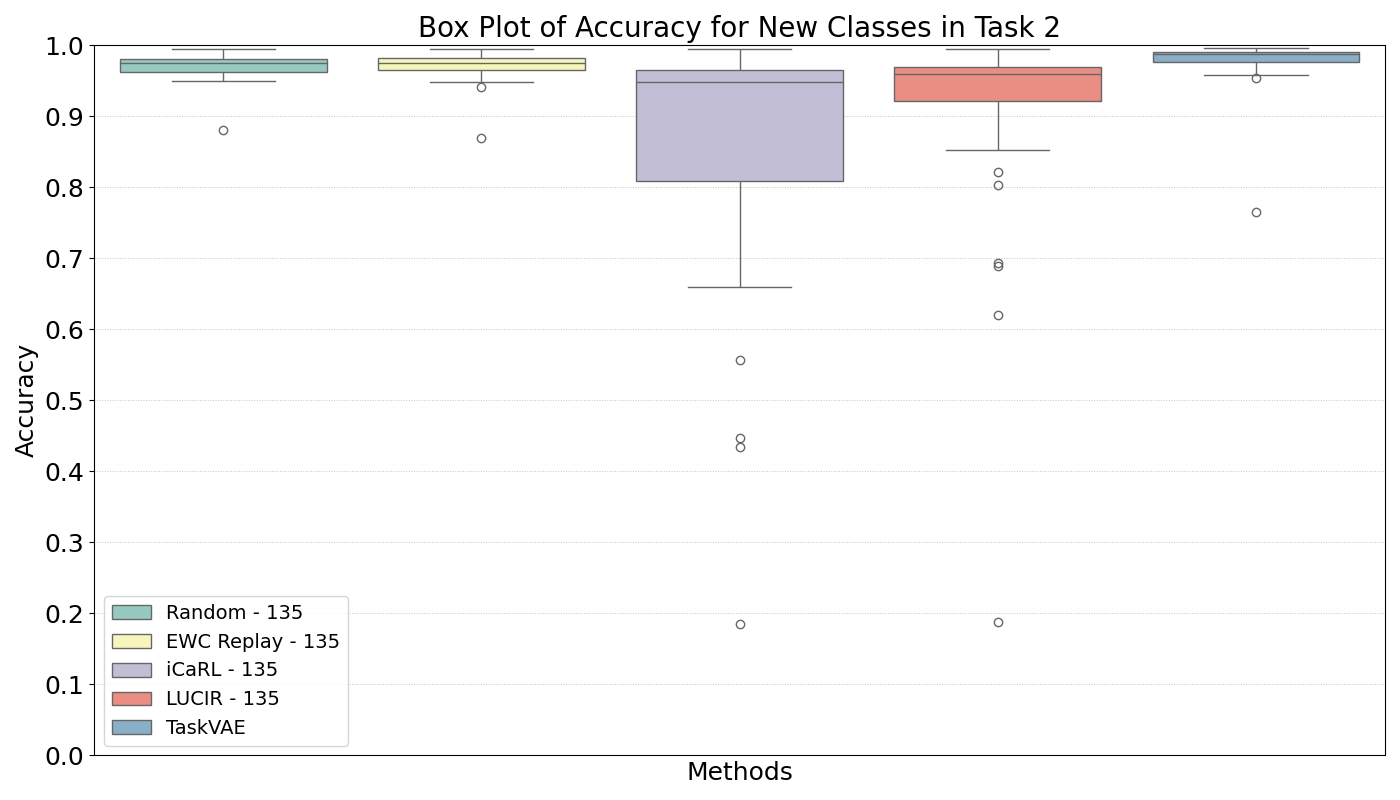 Box Plot of Accuracy for New Classes in Task 2
1.0
0.9
0.8
0.7
0.6
0.5
0.4
0.3
0.2
0.1
0.0
Accuracy
Methods
Random - 135
EWC Replay - 135
iCaRL - 135
LUCIR - 135
TaskVAE